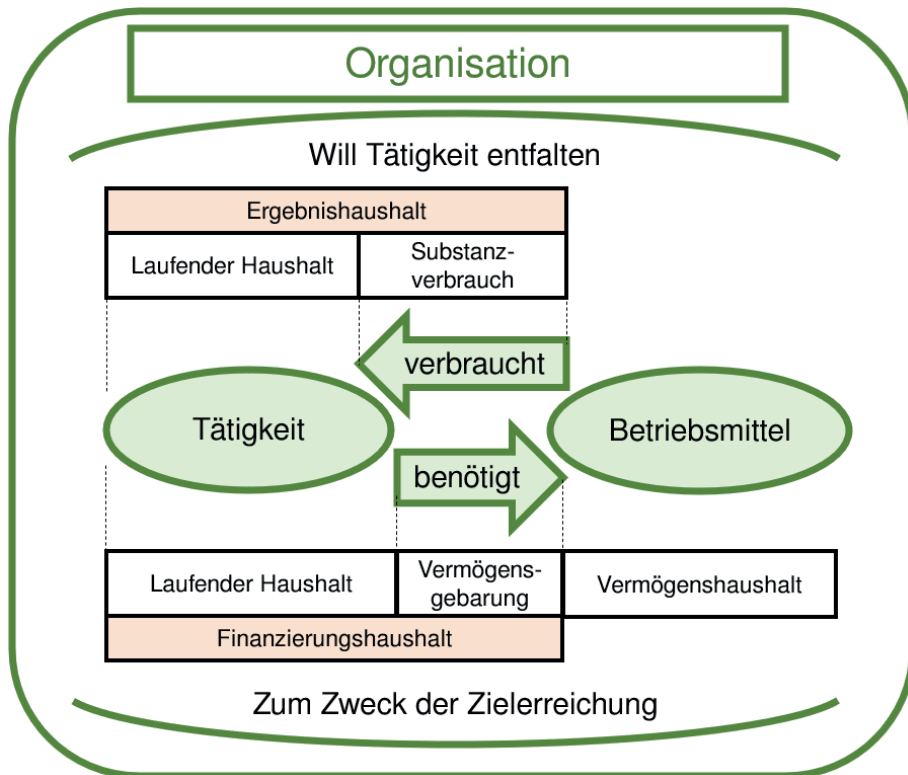 Organisation
Will Tätigkeit entfalten
Ergebnishaushalt
Laufender Haushalt
Substanz-
verbrauch
verbraucht
Tätigkeit
Betriebsmittel
benötigt
Laufender Haushalt
Vermögens-
gebarung
Vermögenshaushalt
Finanzierungshaushalt
Zum Zweck der Zielerreichung